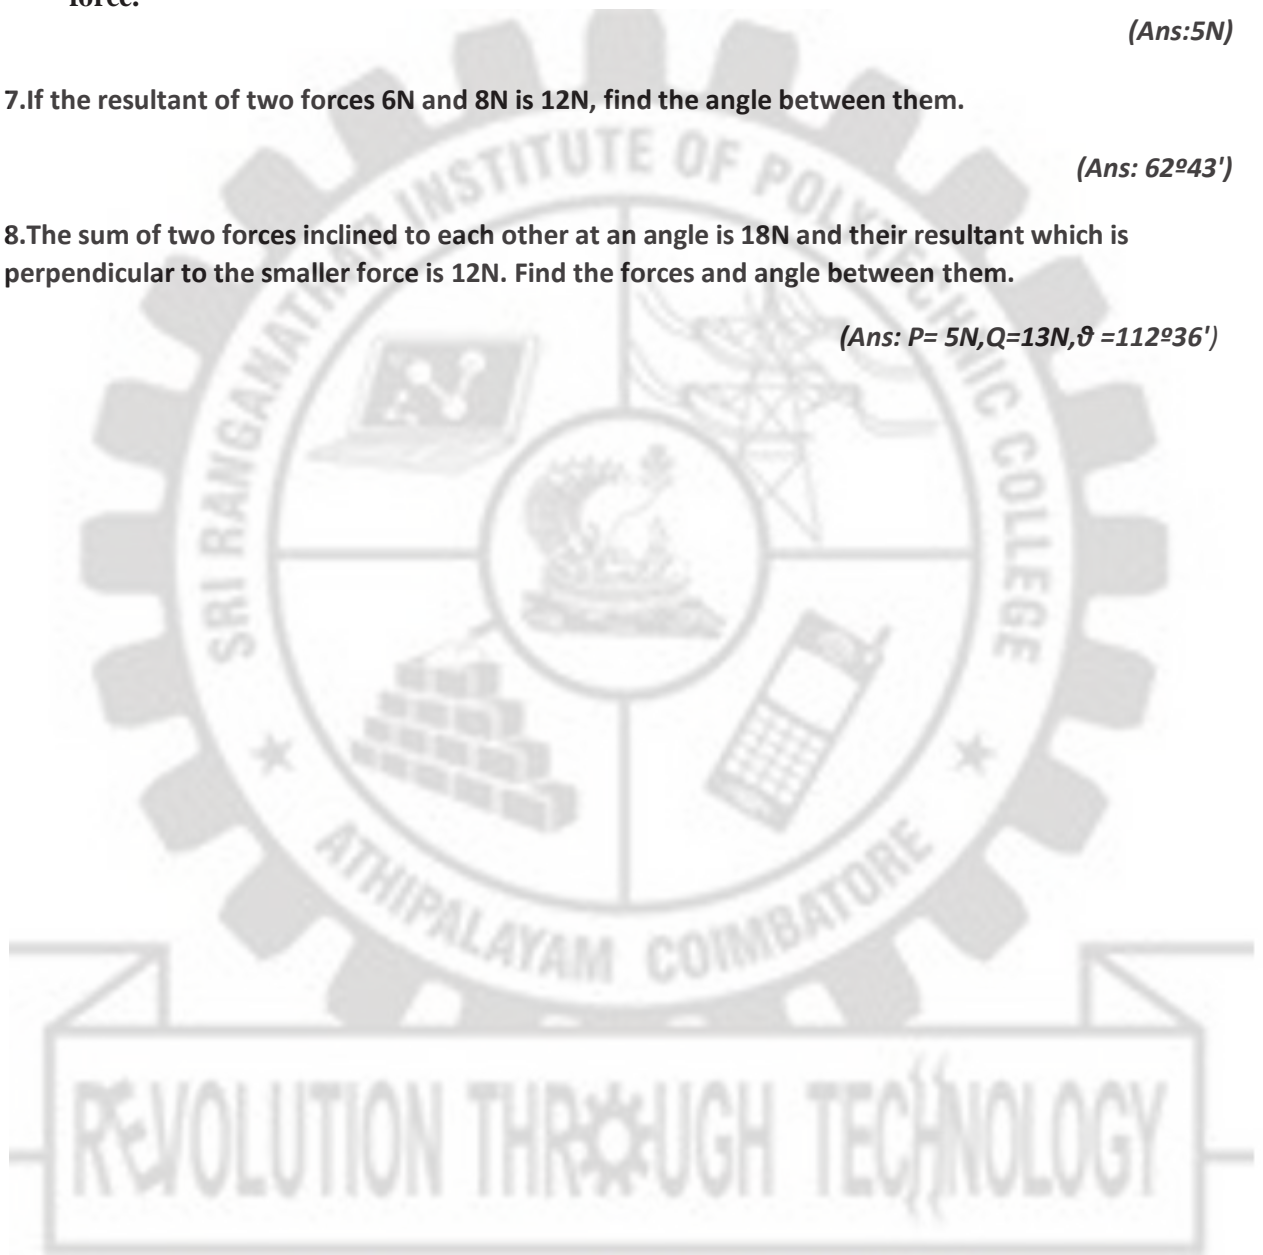 force.
(Ans:5N)
7.If the resultant of two forces 6N and 8N is 12N, find the angle between them.
(Ans: 62º43')
8.The sum of two forces inclined to each other at an angle is 18N and their resultant which is
perpendicular to the smaller force is 12N. Find the forces and angle between them.
(Ans: P= 5N,Q=13N,ϑ =112º36')
SRI RANGANATHAR INSTITUTE OF POLYTECHNIC COLLEGE
ATHIPALAYAM COIMBATORE
REVOLUTION THROUGH TECHNOLOGY